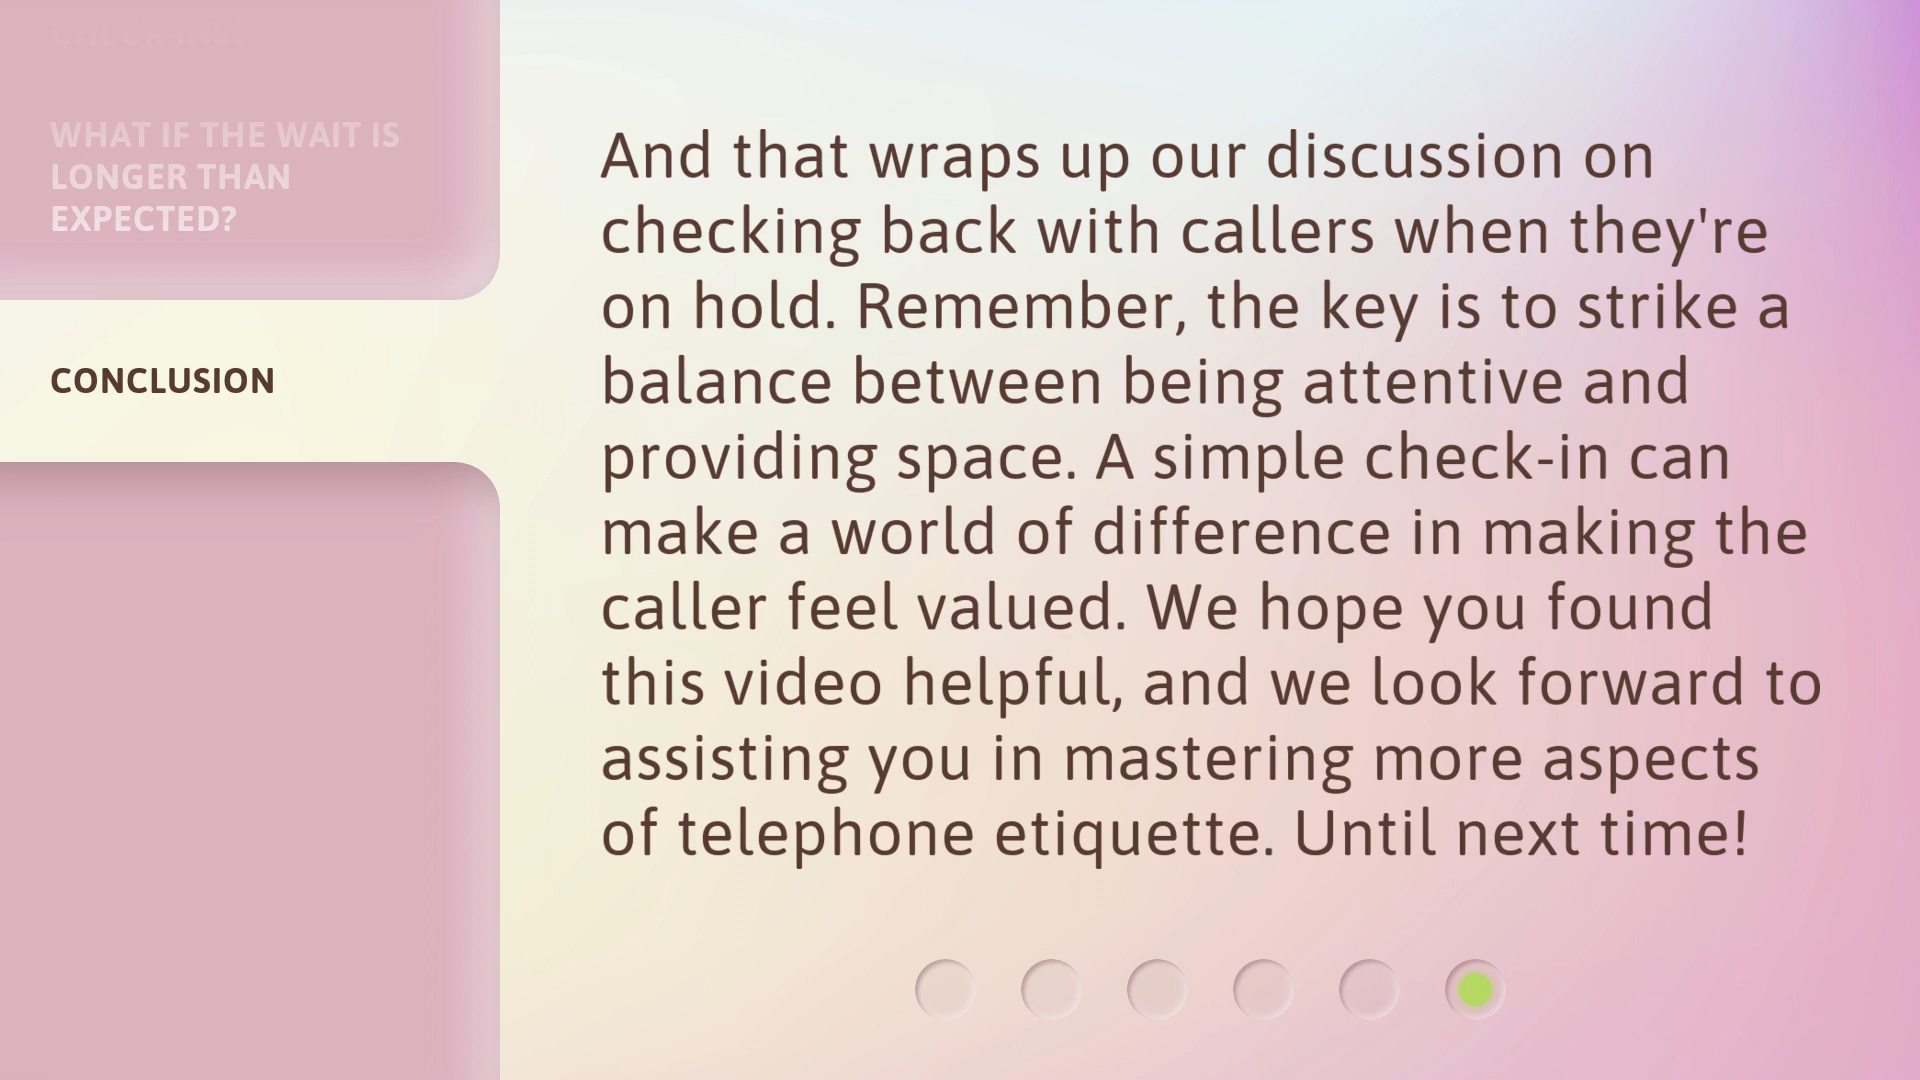 CHECK-INS?
WHAT IF THE WAIT IS
LONGER THAN
EXPECTED?
CONCLUSION
And that wraps up our discussion on
checking back with callers when they're
on hold. Remember, the key is to strike a
balance between being attentive and
providing space. A simple check-in can
make a world of difference in making the
caller feel valued. We hope you found
this video helpful, and we look forward to
assisting you in mastering more aspects
of telephone etiquette. Until next time!